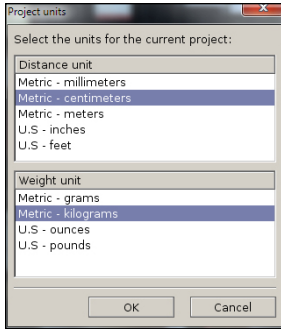 Project units
Select the units for the current project:
Distance unit
Metric - millimeters
Metric - centimeters
Metric - meters
U.S - inches
U.S - feet
Weight unit
Metric - grams
Metric - kilograms
U.S - ounces
U.S - pounds
OK
Cancel